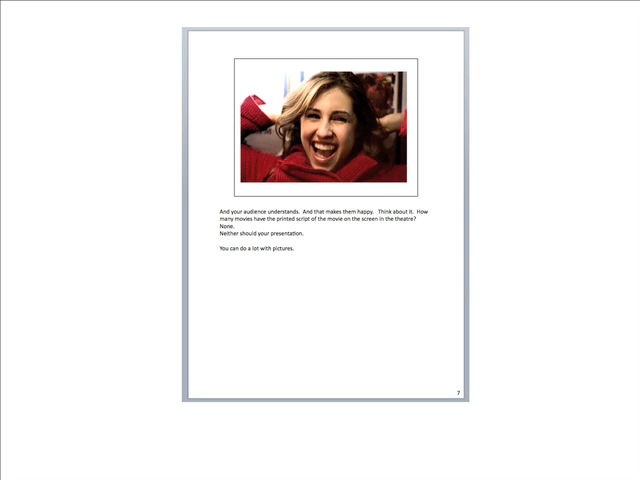 And your audience understands.  And that makes them happy.   Think about it.  How
many movies have the printed script of the movie on the screen in the theatre?
None.
Neither should your presentation.
You can do a lot with pictures.
7